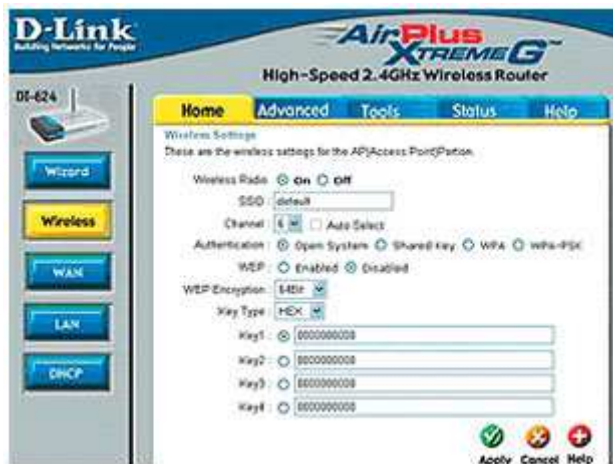 D-Link
Building Networks for People
AirPlus
XTREME G™
High-Speed 2.4GHz Wireless Router
DI-624
Home Advanced Tools Status Help
Wizard
Wireless
WAN
LAN
DHCP
Wireless Settings
These are the wireless settings for the AP(Access Point)Portion.
Wireless Radio : On Off
SSID : default
Channel : 6 Auto Select
Authentication : Open System Shared Key WPA WPA-PSK
WEP : Enabled Disabled
WEP Encryption : 64Bit
Key Type : HEX
Key1 : 0000000000
Key2 : 0000000000
Key3 : 0000000000
Key4 : 0000000000
Apply Cancel Help